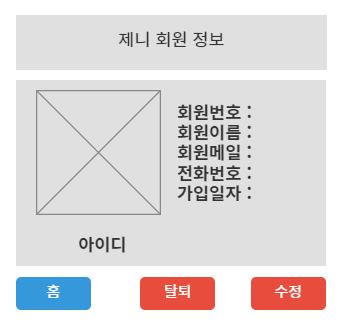 제니 회원 정보
회원번호 :
회원이름 :
회원메일 :
전화번호 :
가입일자 :
아이디
홈 탈퇴 수정